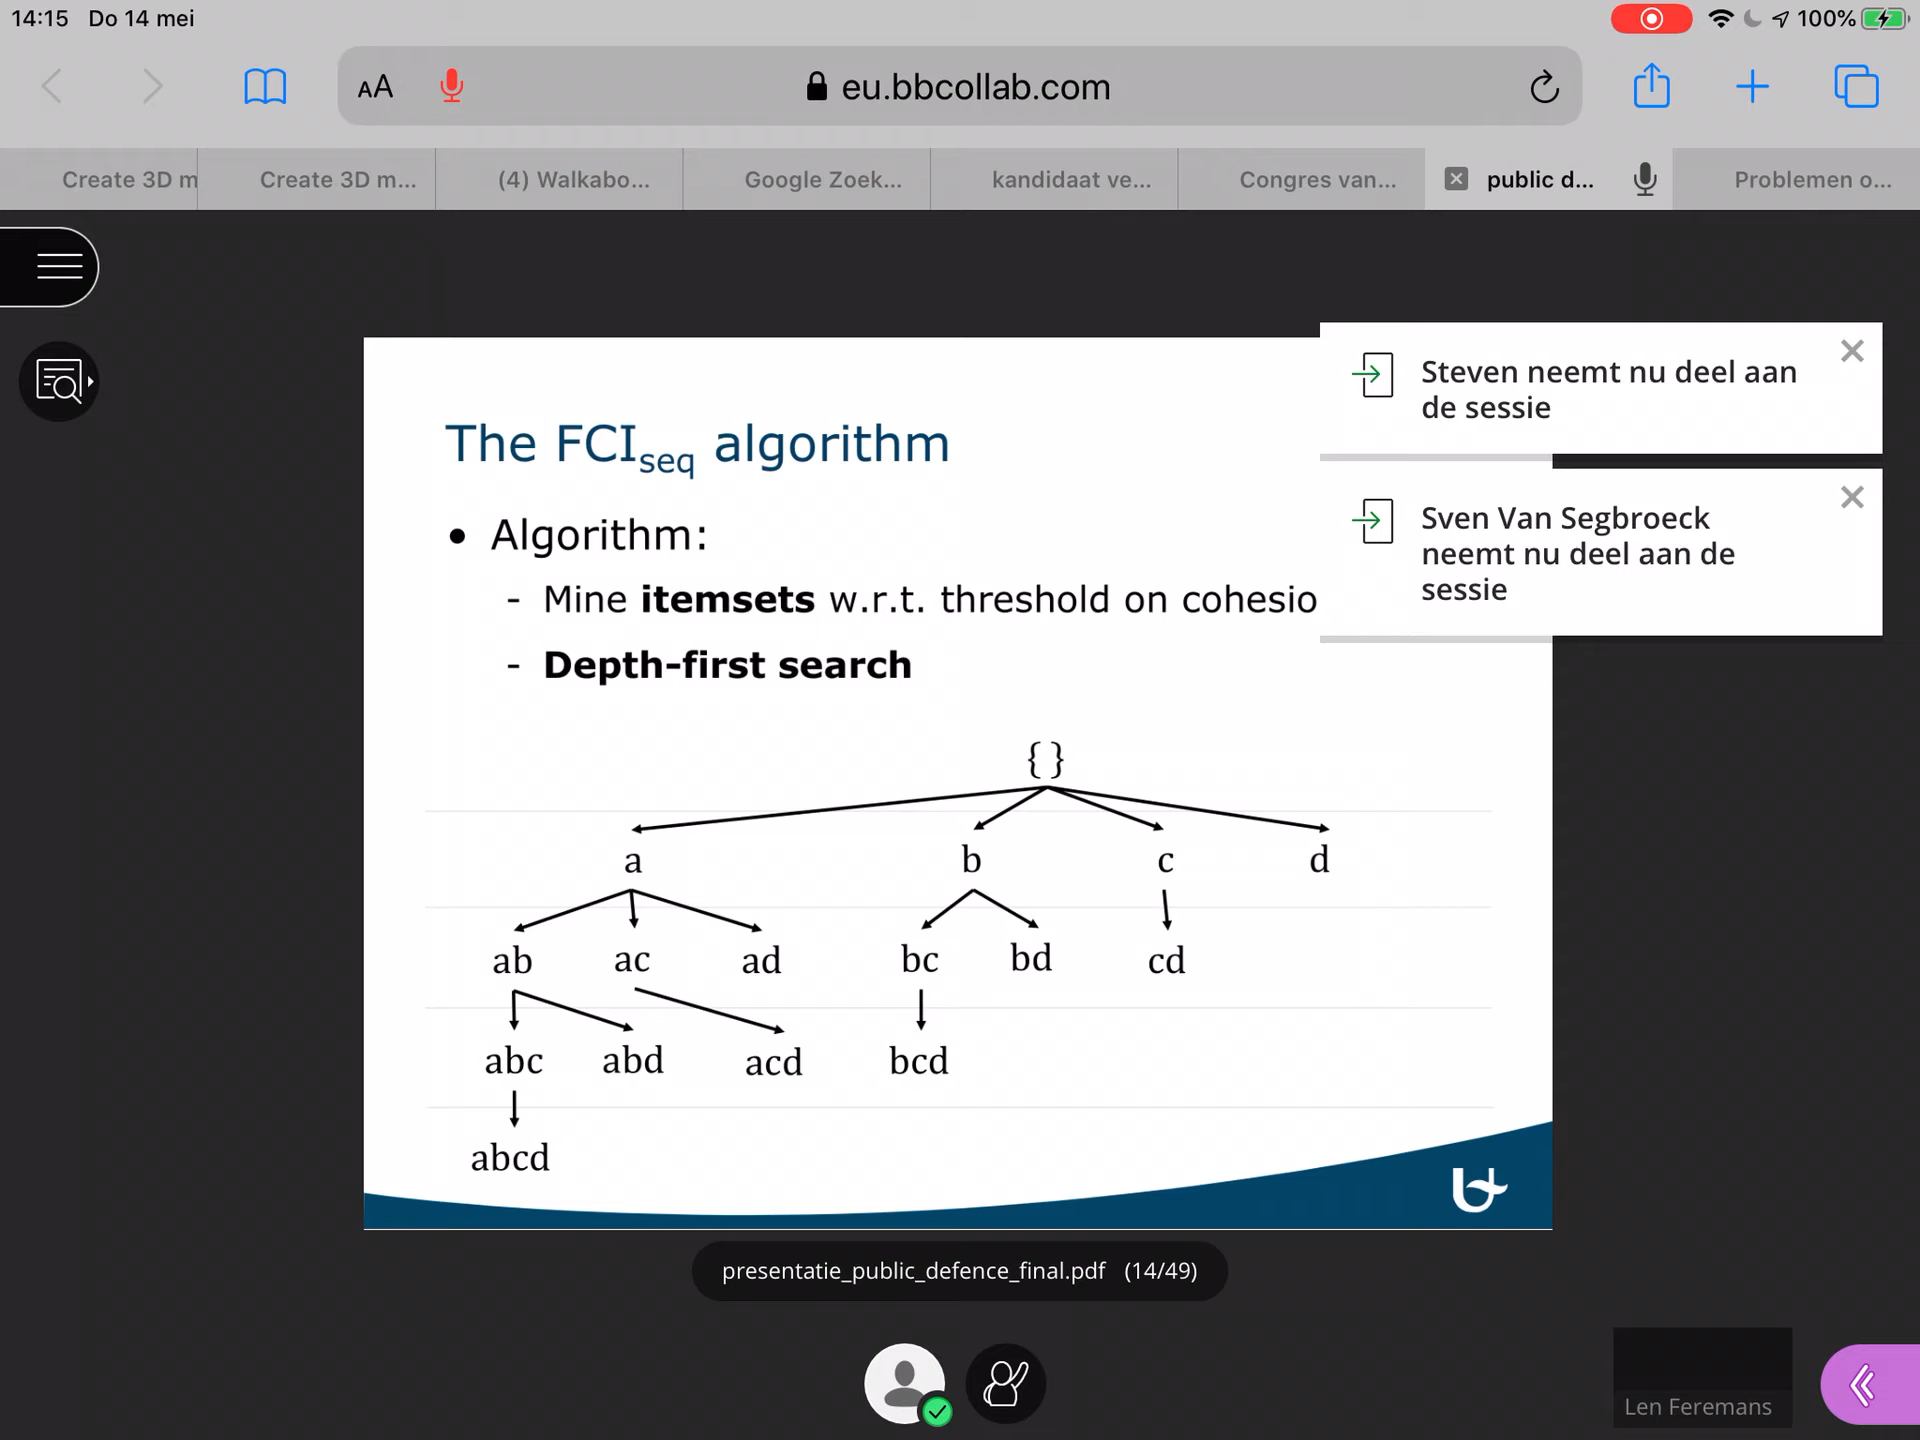 14:15 Do 14 mei
100%
AA
eu.bbcollab.com
Create 3D m
Create 3D m...
(4) Walkabo...
Google Zoek...
kandidaat ve...
Congres van...
public d...
Problemen o...
Steven neemt nu deel aan
de sessie
Sven Van Segbroeck
neemt nu deel aan de
sessie
The FCIseq algorithm
• Algorithm:
- Mine itemsets w.r.t. threshold on cohesio
- Depth-first search
{}
a b c d
ab ac ad bc bd cd
abc abd acd bcd
abcd
presentatie_public_defence_final.pdf (14/49)
Len Feremans